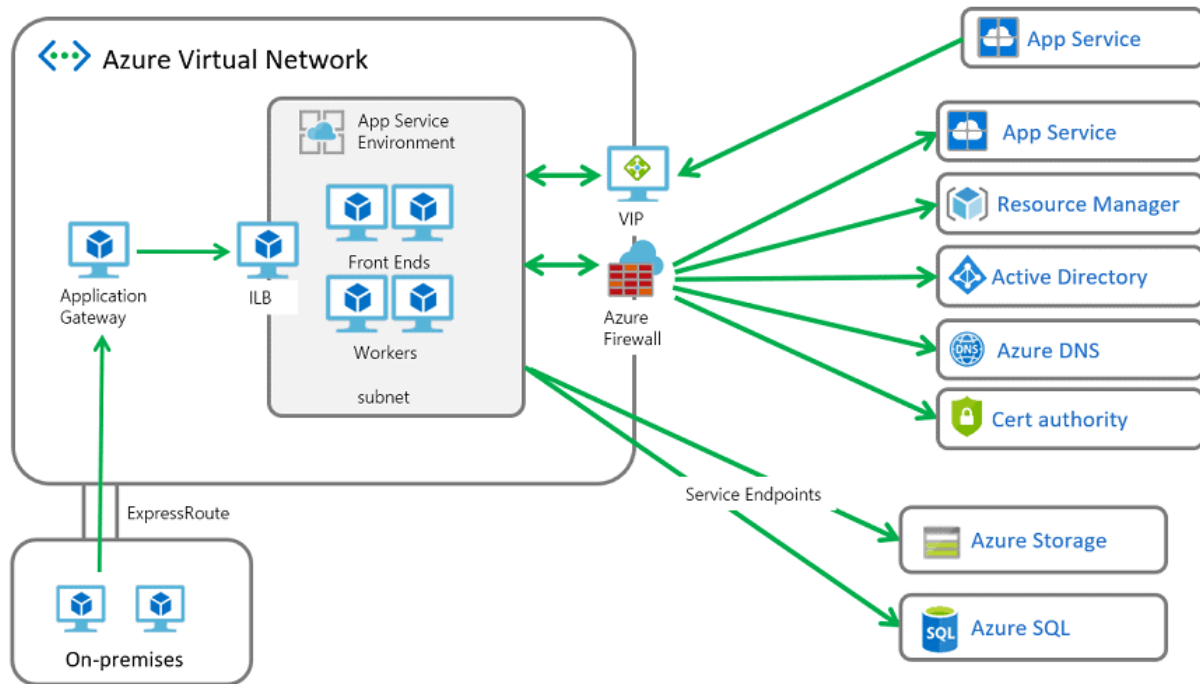 Azure Virtual Network
App Service
Environment
Front Ends
Workers
subnet
Application
Gateway
ILB
VIP
Azure
Firewall
App Service
App Service
Resource Manager
Active Directory
DNS
Azure DNS
Cert authority
Service Endpoints
Azure Storage
SQL
Azure SQL
ExpressRoute
On-premises